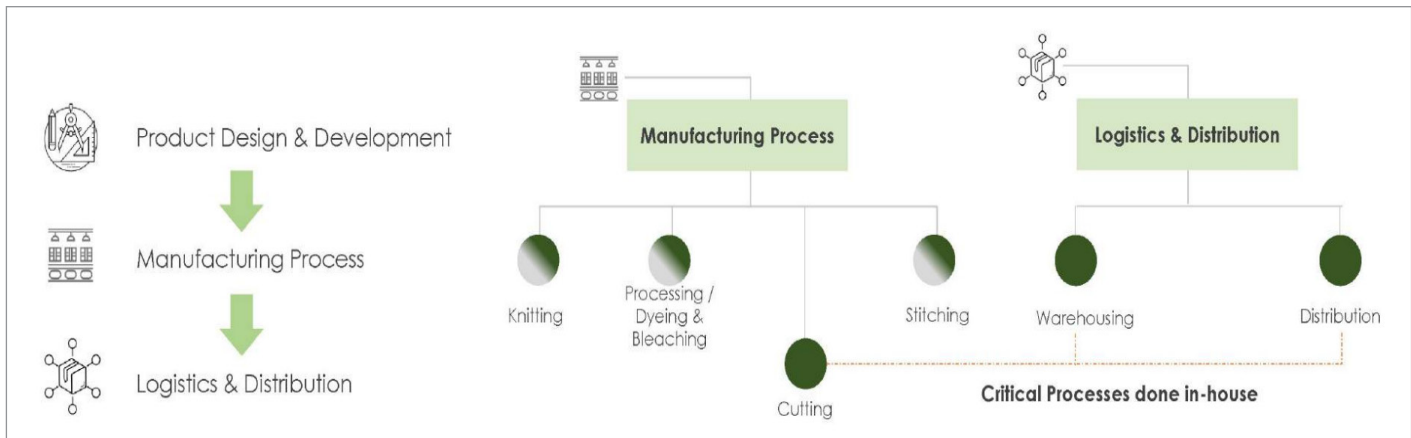 Product Design & Development
Manufacturing Process
Logistics & Distribution
Manufacturing Process
Knitting
Processing /
Dyeing &
Bleaching
Cutting
Stitching
Logistics & Distribution
Warehousing
Distribution
Critical Processes done in-house